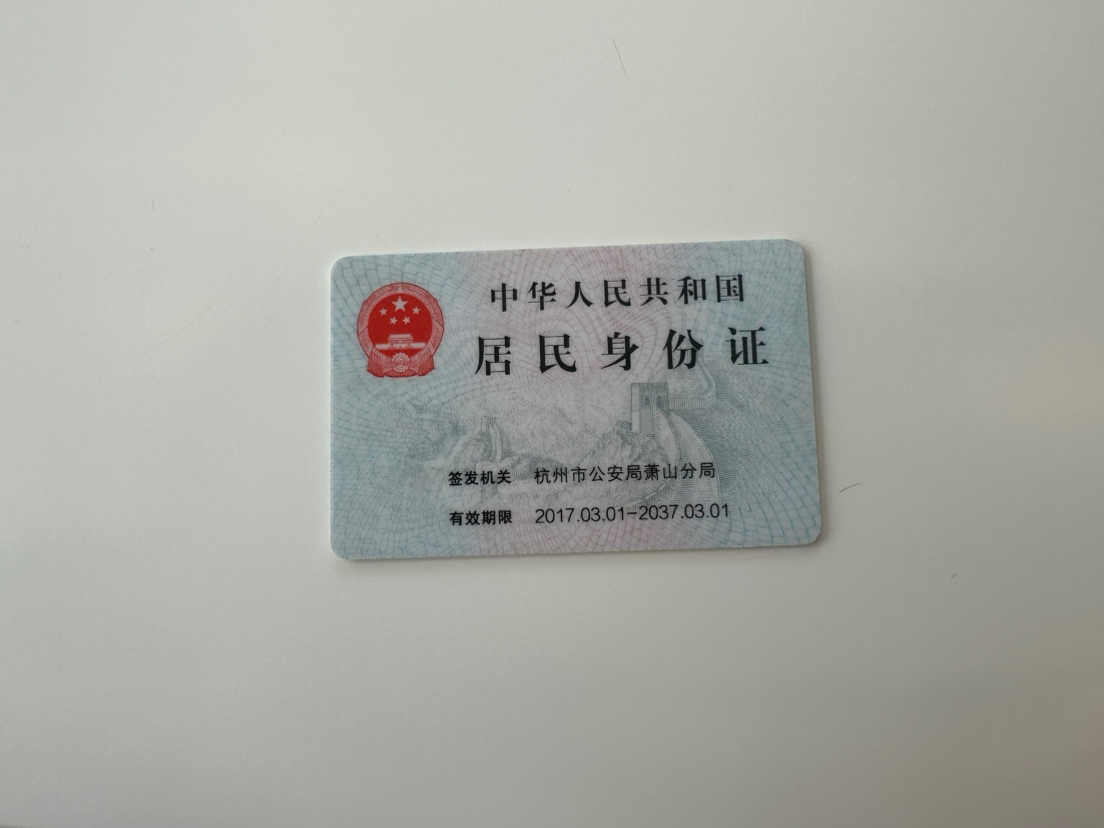 中华人民共和国
居民身份证
签发机关 杭州市公安局萧山分局
有效期限 2017.03.01-2037.03.01